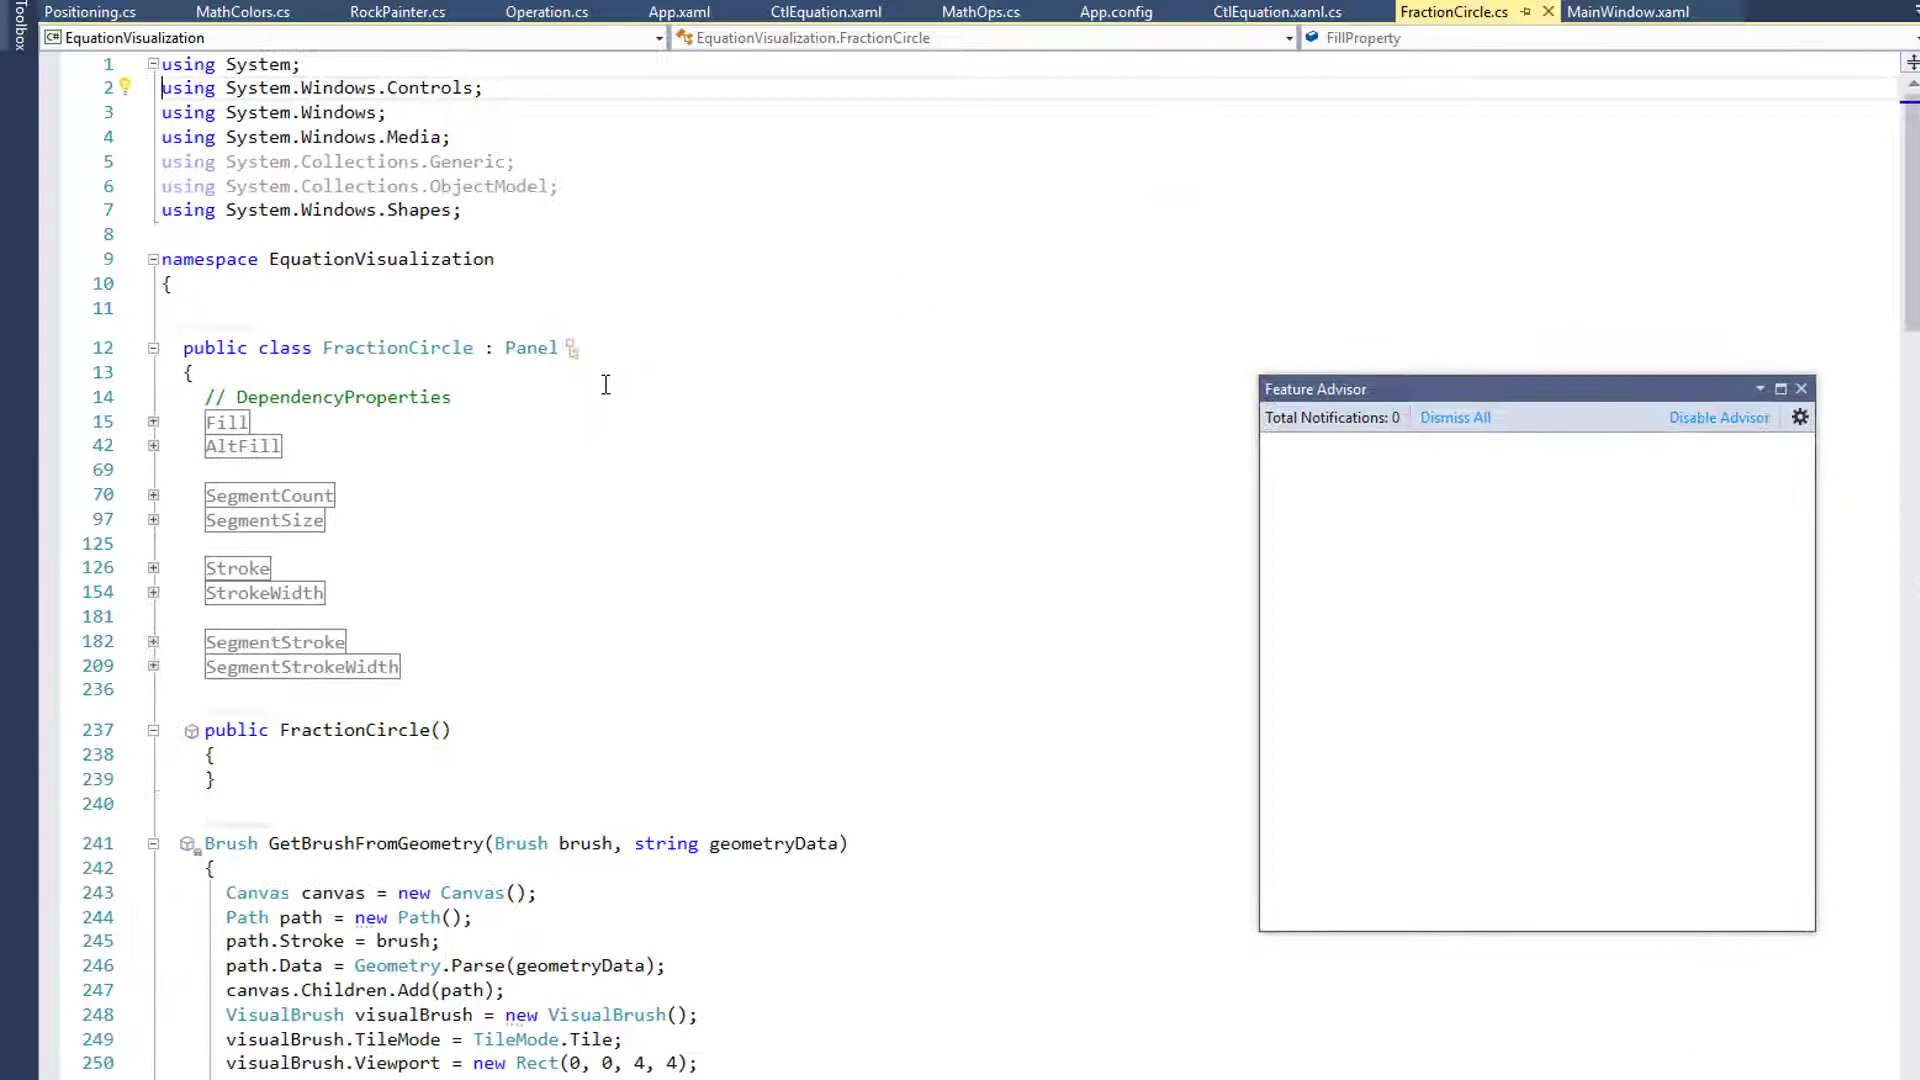 Toolbox
Positioning.cs MathColors.cs RockPainter.cs Operation.cs App.xaml CtlEquation.xaml MathOps.cs App.config CtlEquation.xaml.cs FractionCircle.cs MainWindow.xaml
C# EquationVisualization EquationVisualization.FractionCircle FillProperty
1 using System;
2 using System.Windows.Controls;
3 using System.Windows;
4 using System.Windows.Media;
5 using System.Collections.Generic;
6 using System.Collections.ObjectModel;
7 using System.Windows.Shapes;
8
9 namespace EquationVisualization
10 {
11
12 public class FractionCircle : Panel
13 {
14 // DependencyProperties
15 Fill
42 AltFill
69
70 SegmentCount
97 SegmentSize
125
126 Stroke
154 StrokeWidth
181
182 SegmentStroke
209 SegmentStrokeWidth
236
237 public FractionCircle()
238 {
239 }
240
241 Brush GetBrushFromGeometry(Brush brush, string geometryData)
242 {
243 Canvas canvas = new Canvas();
244 Path path = new Path();
245 path.Stroke = brush;
246 path.Data = Geometry.Parse(geometryData);
247 canvas.Children.Add(path);
248 VisualBrush visualBrush = new VisualBrush();
249 visualBrush.TileMode = TileMode.Tile;
250 visualBrush.Viewport = new Rect(0, 0, 4, 4);
Feature Advisor
Total Notifications: 0 Dismiss All Disable Advisor